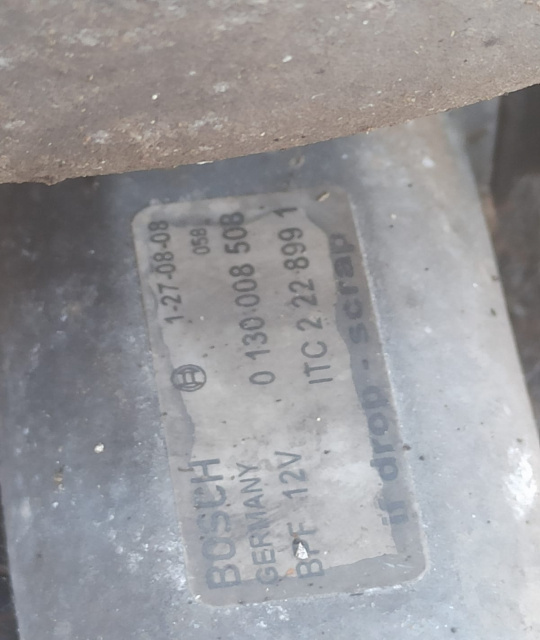 BOSCH 1-27-08-08
GERMANY 058
BPF 12V 0 130 008 508
ITC 2 22 899 1
if drop - scrap